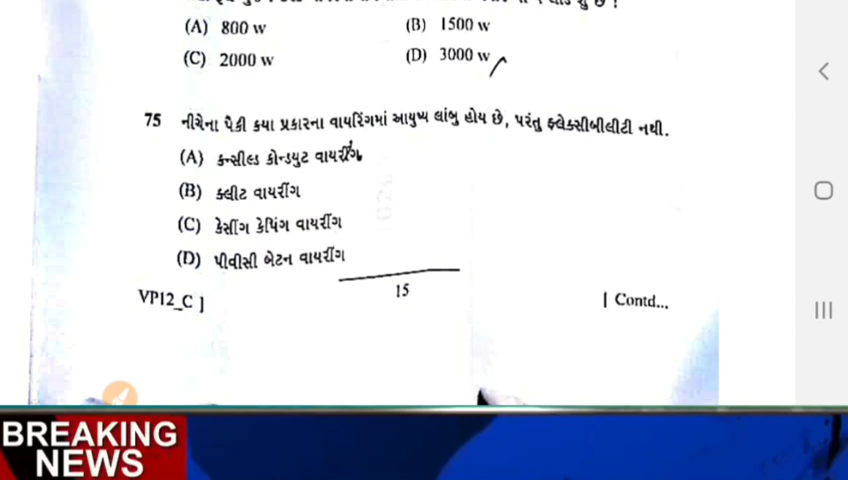 (A) 800 w (B) 1500 w
(C) 2000 w (D) 3000 w
75 નીચેના પૈકી ક્યા પ્રકારના વાયરિંગમાં આયુષ્ય લાંબુ હોય છે, પરંતુ ફ્લેક્સીબીલીટી નથી.
(A) કન્સીલ્ડ કોન્ડયુટ વાયરીંગ
(B) ક્લીટ વાયરીંગ
(C) કેસીંગ કેપિંગ વાયરીંગ
(D) પીવીસી બેટન વાયરીંગ
VP12_C ] 15 [ Contd...
BREAKING
NEWS